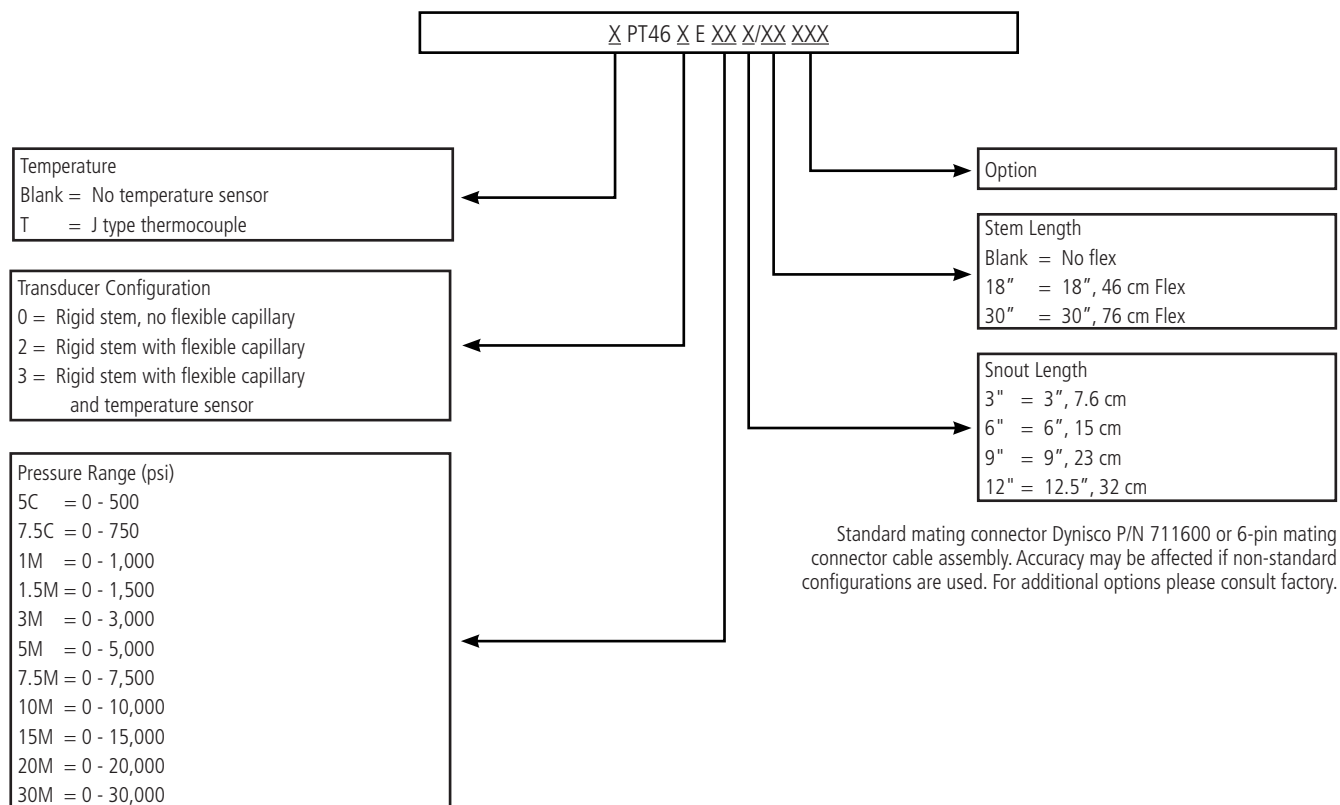 X PT46 X E XX X/XX XXX
Temperature
Blank = No temperature sensor
T = J type thermocouple
Transducer Configuration
0 = Rigid stem, no flexible capillary
2 = Rigid stem with flexible capillary
3 = Rigid stem with flexible capillary
and temperature sensor
Pressure Range (psi)
5C = 0 - 500
7.5C = 0 - 750
1M = 0 - 1,000
1.5M = 0 - 1,500
3M = 0 - 3,000
5M = 0 - 5,000
7.5M = 0 - 7,500
10M = 0 - 10,000
15M = 0 - 15,000
20M = 0 - 20,000
30M = 0 - 30,000
Option
Stem Length
Blank = No flex
18″ = 18″, 46 cm Flex
30″ = 30″, 76 cm Flex
Snout Length
3" = 3″, 7.6 cm
6" = 6″, 15 cm
9" = 9″, 23 cm
12" = 12.5″, 32 cm
Standard mating connector Dynisco P/N 711600 or 6-pin mating
connector cable assembly. Accuracy may be affected if non-standard
configurations are used. For additional options please consult factory.